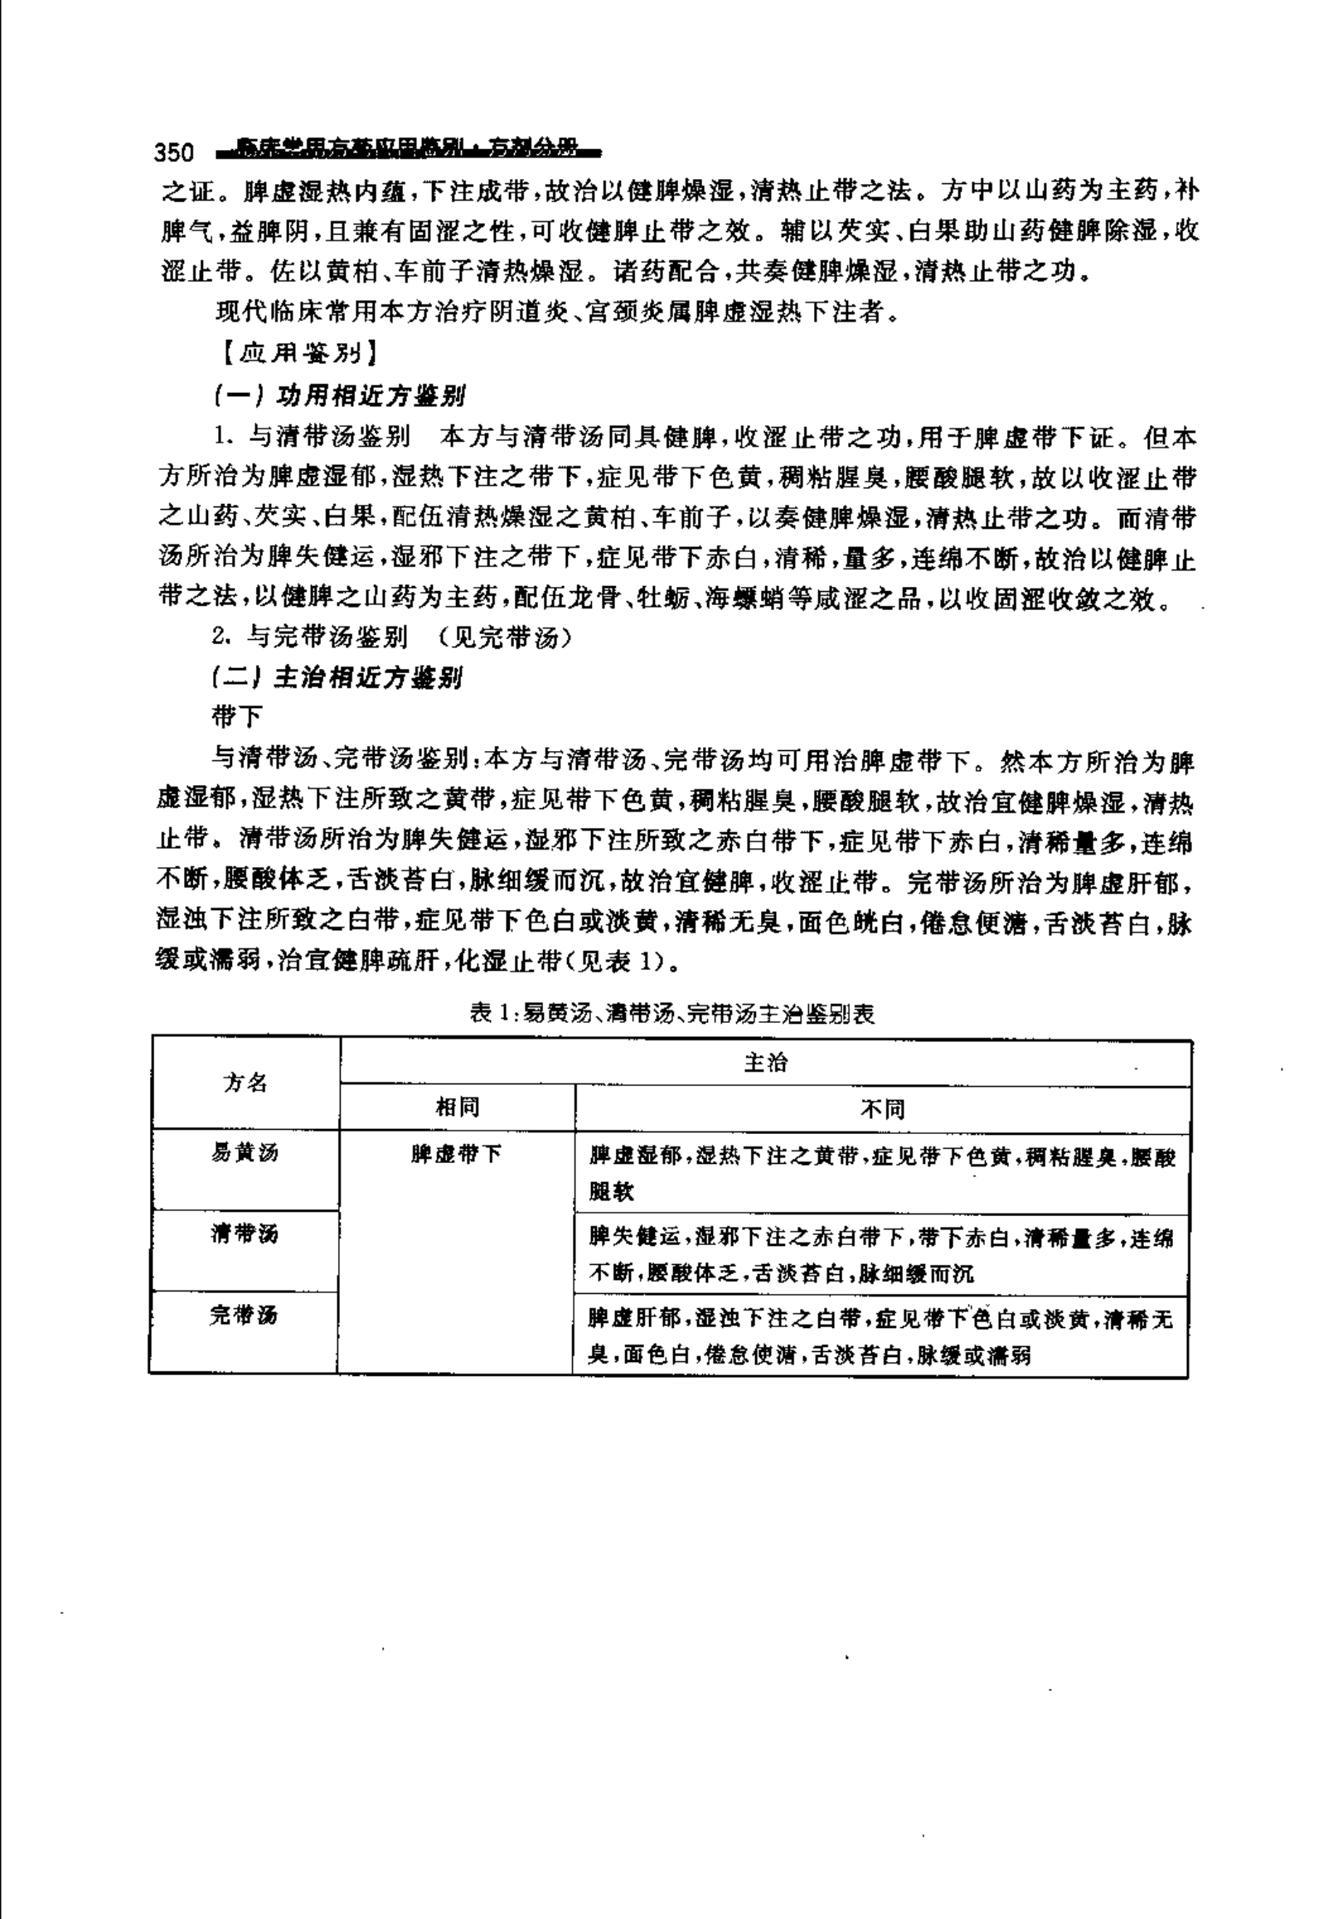 350 临床常用方药应用鉴别·方剂分册
之证。脾虚湿热内蕴,下注成带,故治以健脾燥湿,清热止带之法。方中以山药为主药,补
脾气,益脾阴,且兼有固涩之性,可收健脾止带之效。辅以芡实、白果助山药健脾除湿,收
涩止带。佐以黄柏、车前子清热燥湿。诸药配合,共奏健脾燥湿,清热止带之功。
现代临床常用本方治疗阴道炎、宫颈炎属脾虚湿热下注者。
【应用鉴别】
(一)功用相近方鉴别
1. 与清带汤鉴别 本方与清带汤同具健脾,收涩止带之功,用于脾虚带下证。但本
方所治为脾虚湿郁,湿热下注之带下,症见带下色黄,稠粘腥臭,腰酸腿软,故以收涩止带
之山药、芡实、白果,配伍清热燥湿之黄柏、车前子,以奏健脾燥湿,清热止带之功。而清带
汤所治为脾失健运,湿邪下注之带下,症见带下赤白,清稀,量多,连绵不断,故治以健脾止
带之法,以健脾之山药为主药,配伍龙骨、牡蛎、海螵蛸等咸涩之品,以收固涩收敛之效。
2. 与完带汤鉴别 (见完带汤)
(二)主治相近方鉴别
带下
与清带汤、完带汤鉴别:本方与清带汤、完带汤均可用治脾虚带下。然本方所治为脾
虚湿郁,湿热下注所致之黄带,症见带下色黄,稠粘腥臭,腰酸腿软,故治宜健脾燥湿,清热
止带。清带汤所治为脾失健运,湿邪下注所致之赤白带下,症见带下赤白,清稀量多,连绵
不断,腰酸体乏,舌淡苔白,脉细缓而沉,故治宜健脾,收涩止带。完带汤所治为脾虚肝郁,
湿浊下注所致之白带,症见带下色白或淡黄,清稀无臭,面色㿠白,倦怠便溏,舌淡苔白,脉
缓或濡弱,治宜健脾疏肝,化湿止带(见表1)。
表1:易黄汤、清带汤、完带汤主治鉴别表
方名 主治
相同 不同
易黄汤 脾虚带下 脾虚湿郁,湿热下注之黄带,症见带下色黄,稠粘腥臭,腰酸
腿软
清带汤 脾失健运,湿邪下注之赤白带下,带下赤白,清稀量多,连绵
不断,腰酸体乏,舌淡苔白,脉细缓而沉
完带汤 脾虚肝郁,湿浊下注之白带,症见带下色白或淡黄,清稀无
臭,面色白,倦怠便溏,舌淡苔白,脉缓或濡弱